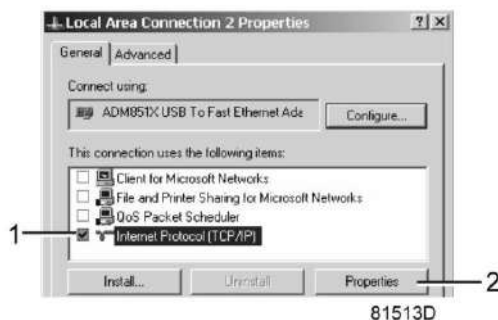 Local Area Connection 2 Properties ? X
General Advanced
Connect using:
ADM851X USB To Fast Ethernet Ada Configure...
This connection uses the following items:
Client for Microsoft Networks
File and Printer Sharing for Microsoft Networks
QoS Packet Scheduler
1 Internet Protocol (TCP/IP)
Install... Uninstall Properties 2
81513D